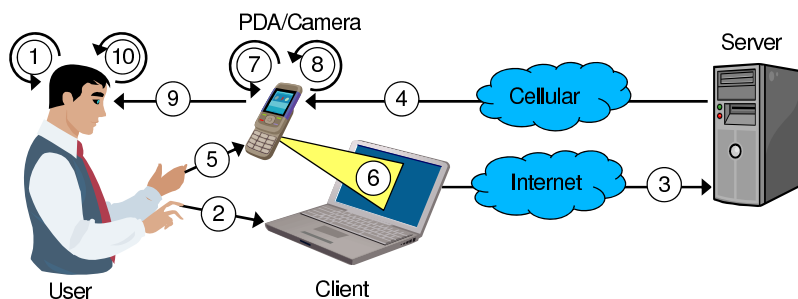 PDA/Camera
Server
1
10
7
8
9
4
Cellular
5
6
2
Internet
3
User
Client